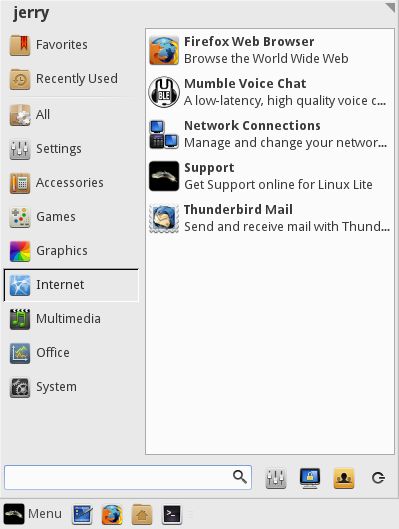 jerry
Favorites
Recently Used
All
Settings
Accessories
Games
Graphics
Internet
Multimedia
Office
System
Firefox Web Browser
Browse the World Wide Web
Mumble Voice Chat
A low-latency, high quality voice c...
Network Connections
Manage and change your networ...
Support
Get Support online for Linux Lite
Thunderbird Mail
Send and receive mail with Thund...
Menu